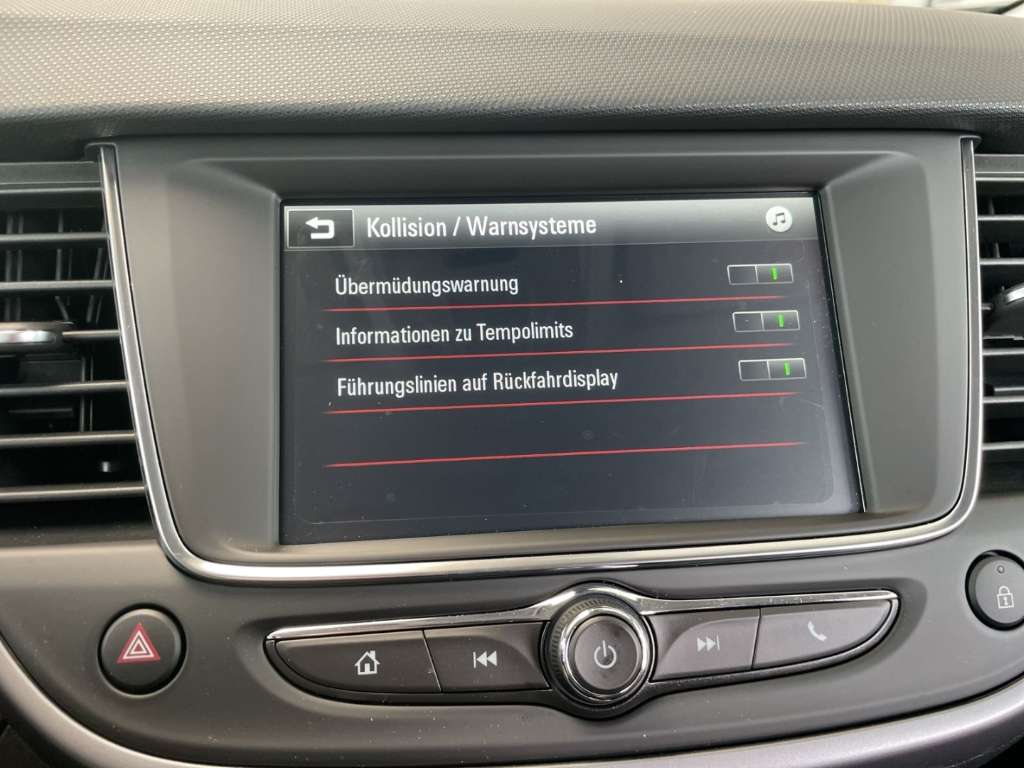 Kollision / Warnsysteme
Übermüdungswarnung
Informationen zu Tempolimits
Führungslinien auf Rückfahrdisplay